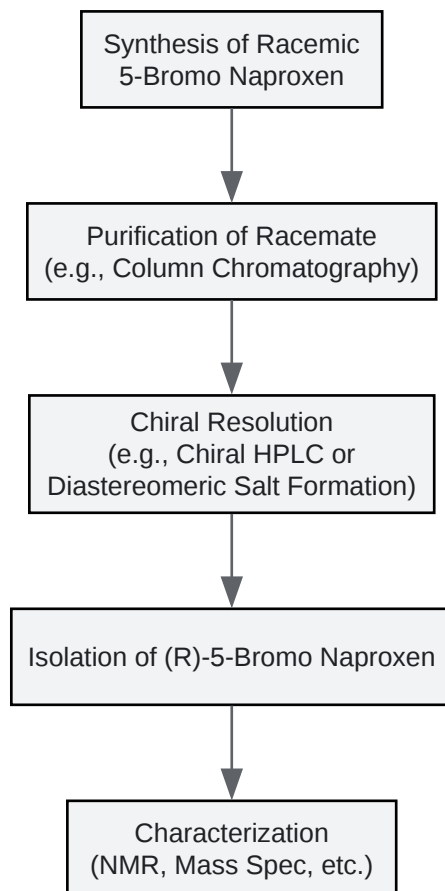 Synthesis of Racemic
5-Bromo Naproxen
Purification of Racemate
(e.g., Column Chromatography)
Chiral Resolution
(e.g., Chiral HPLC or
Diastereomeric Salt Formation)
Isolation of (R)-5-Bromo Naproxen
Characterization
(NMR, Mass Spec, etc.)